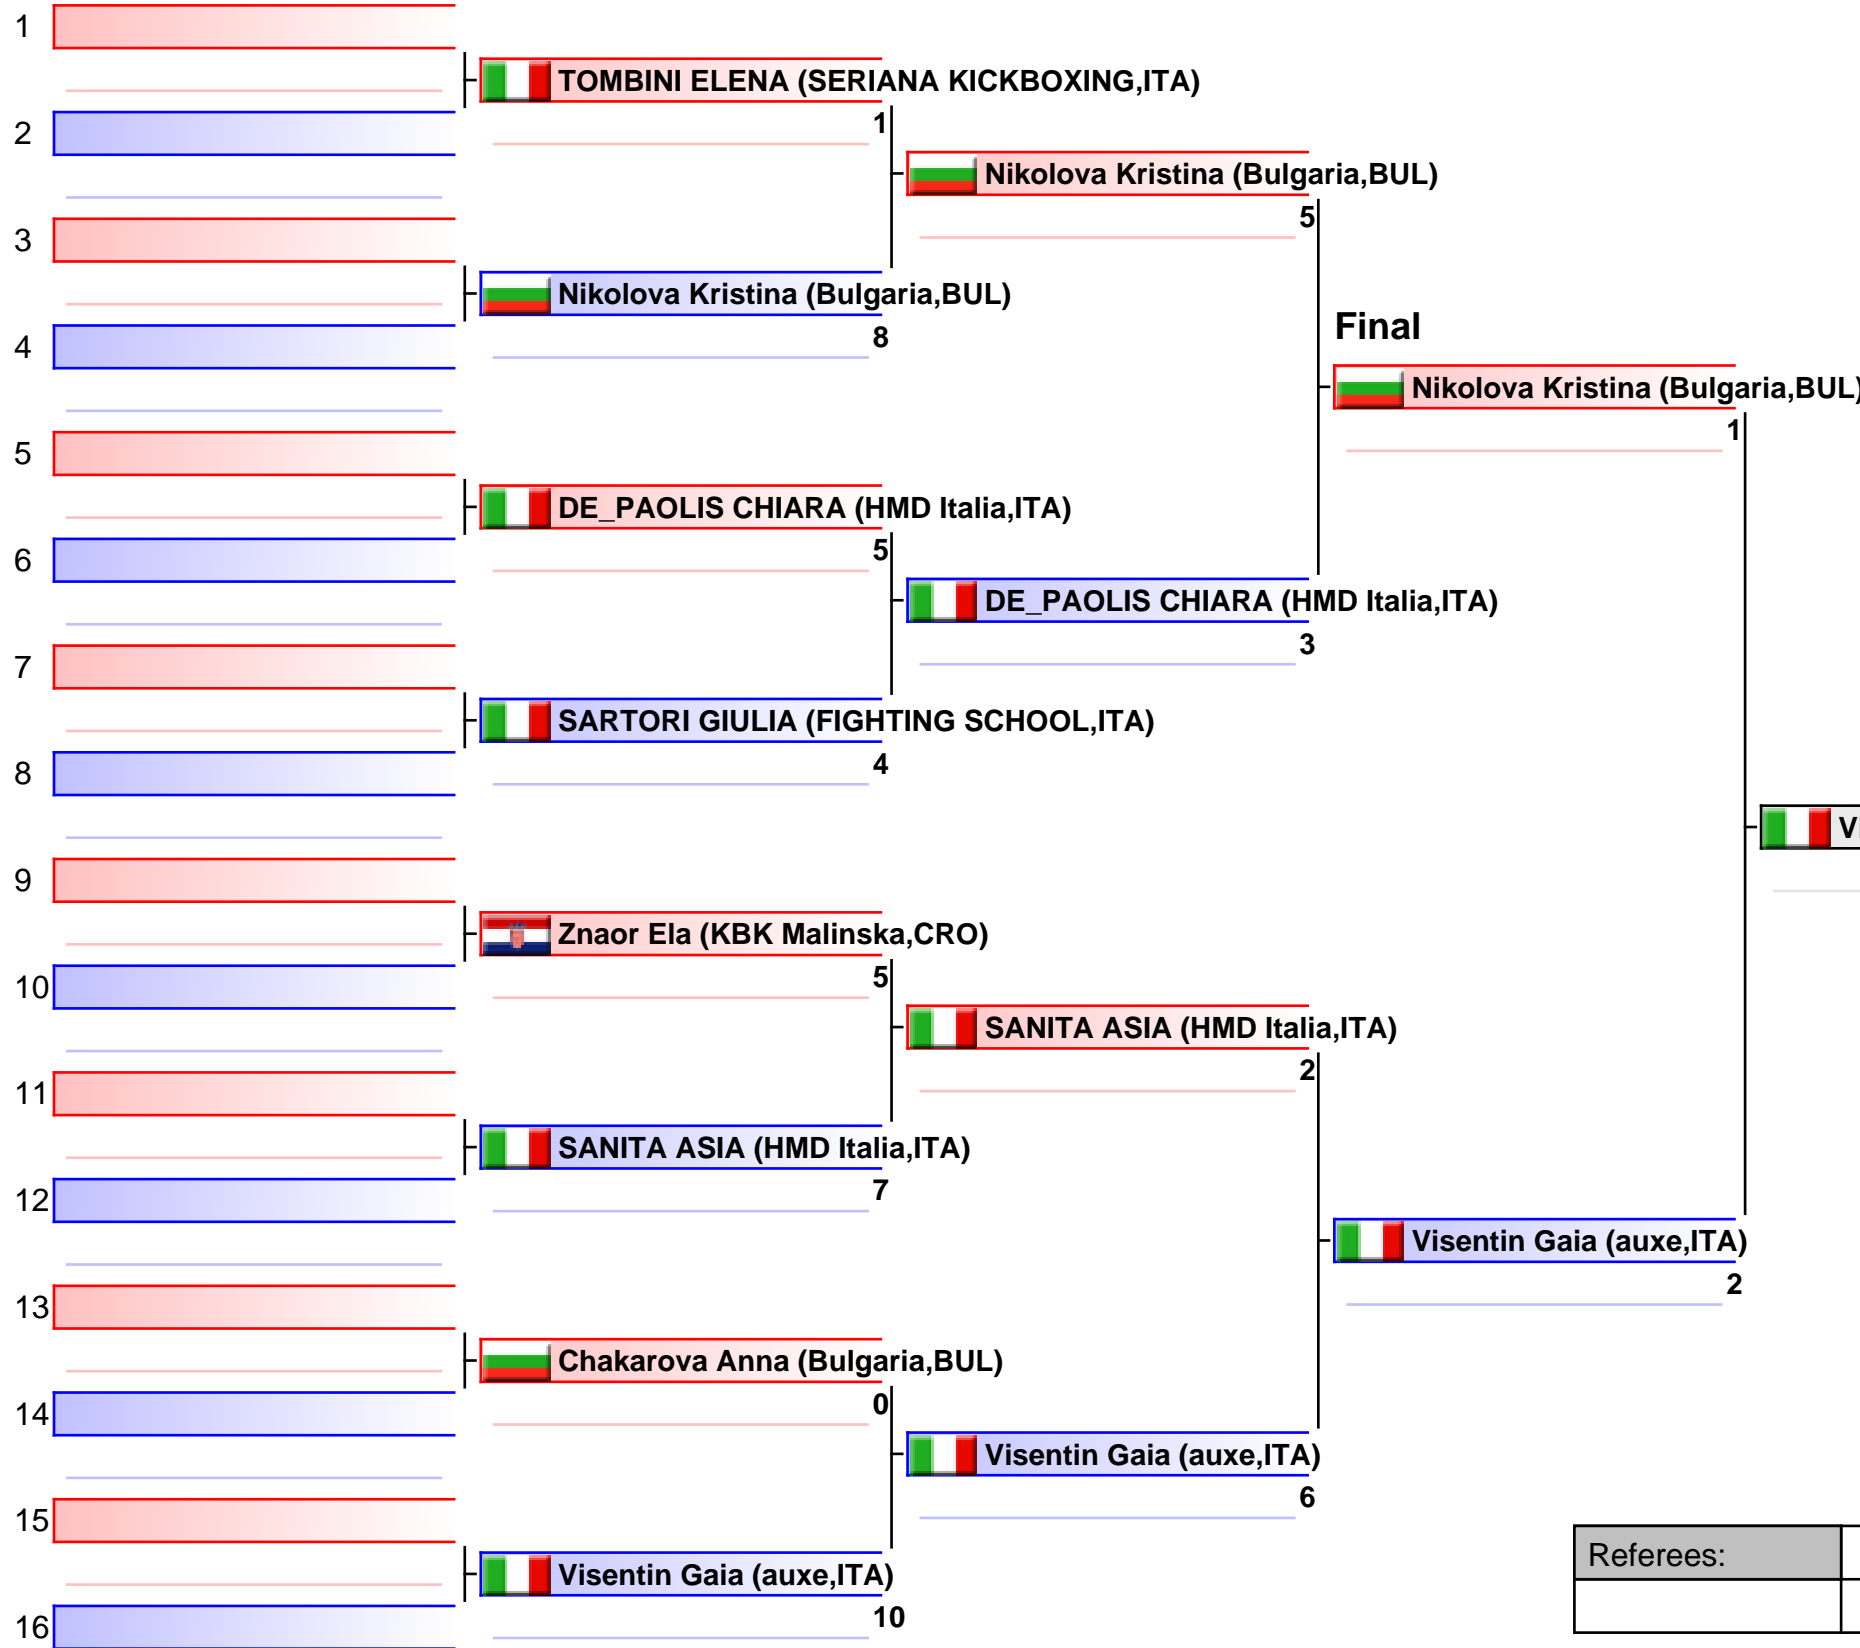 1
TOMBINI ELENA (SERIANA KICKBOXING,ITA)
1
2
Nikolova Kristina (Bulgaria,BUL)
5
3
Nikolova Kristina (Bulgaria,BUL)
8
4
Final
Nikolova Kristina (Bulgaria,BUL)
1
5
DE_PAOLIS CHIARA (HMD Italia,ITA)
5
6
DE_PAOLIS CHIARA (HMD Italia,ITA)
3
7
SARTORI GIULIA (FIGHTING SCHOOL,ITA)
4
8
9
Znaor Ela (KBK Malinska,CRO)
5
10
SANITA ASIA (HMD Italia,ITA)
2
11
SANITA ASIA (HMD Italia,ITA)
7
12
Visentin Gaia (auxe,ITA)
2
13
Chakarova Anna (Bulgaria,BUL)
0
14
Visentin Gaia (auxe,ITA)
6
15
Visentin Gaia (auxe,ITA)
10
16
Referees: